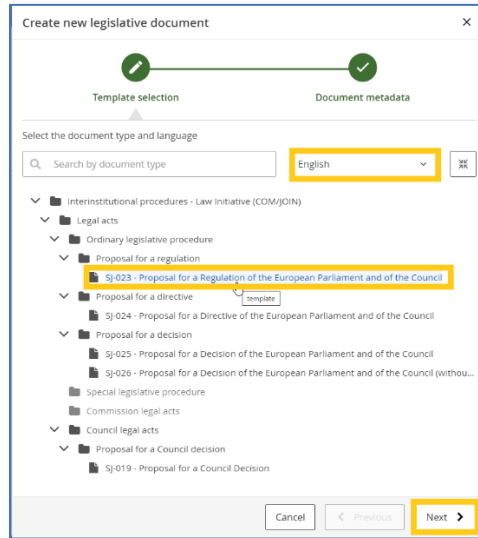 Create new legislative document
Template selection
Document metadata
Select the document type and language
Search by document type
English
Interinstitutional procedures - Law Initiative (COM/JOIN)
Legal acts
Ordinary legislative procedure
Proposal for a regulation
SJ-023 - Proposal for a Regulation of the European Parliament and of the Council
template
Proposal for a directive
SJ-024 - Proposal for a Directive of the European Parliament and of the Council
Proposal for a decision
SJ-025 - Proposal for a Decision of the European Parliament and of the Council
SJ-026 - Proposal for a Decision of the European Parliament and of the Council (withou...
Special legislative procedure
Commission legal acts
Council legal acts
Proposal for a Council decision
SJ-019 - Proposal for a Council Decision
Cancel
Previous
Next